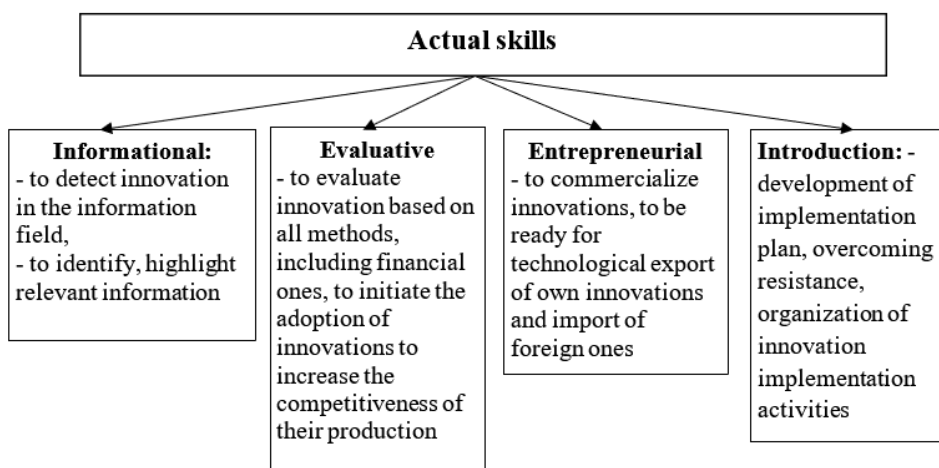 Actual skills
Informational:
- to detect innovation
in the information
field,
- to identify, highlight
relevant information
Evaluative
- to evaluate
innovation based on
all methods,
including financial
ones, to initiate the
adoption of
innovations to
increase the
competitiveness of
their production
Entrepreneurial
- to commercialize
innovations, to be
ready for
technological export
of own innovations
and import of
foreign ones
Introduction: -
development of
implementation
plan, overcoming
resistance,
organization of
innovation
implementation
activities